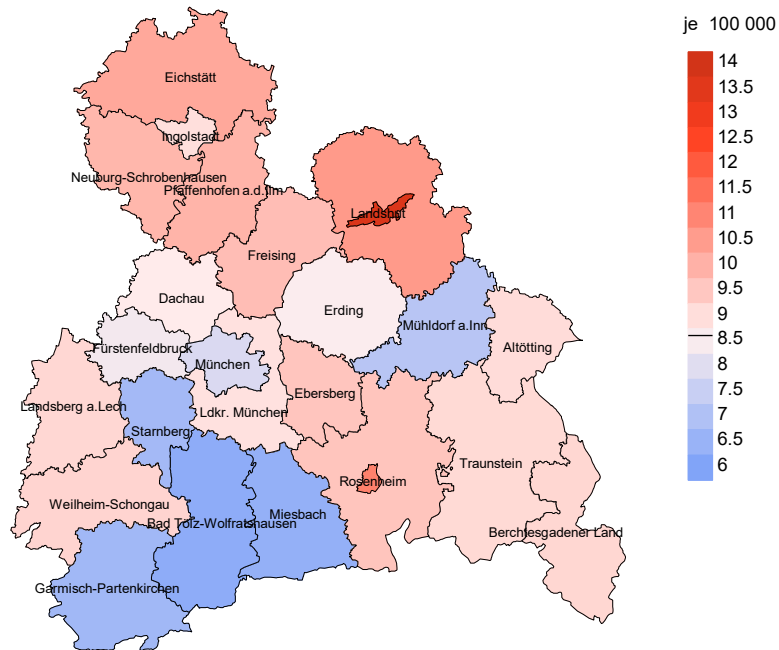 je 100 000
14
13
13
12.5
12
11.5
11
10.5
10
9.5
9
8.5
8
7.5
7
6.5
6
Eichstätt
Ingolstadt
Neuburg-Schrobenhausen
Pfaffenhofen a.d.Ilm
Landshut
Freising
Dachau
Erding
Mühldorf a.Inn
Fürstenfeldbruck
München
Altötting
Ebersberg
Landsberg a.Lech
Ldkr. München
Starnberg
Traunstein
Rosenheim
Weilheim-Schongau
Miesbach
Bad Tölz-Wolfratshausen
Berchtesgadener Land
Garmisch-Partenkirchen